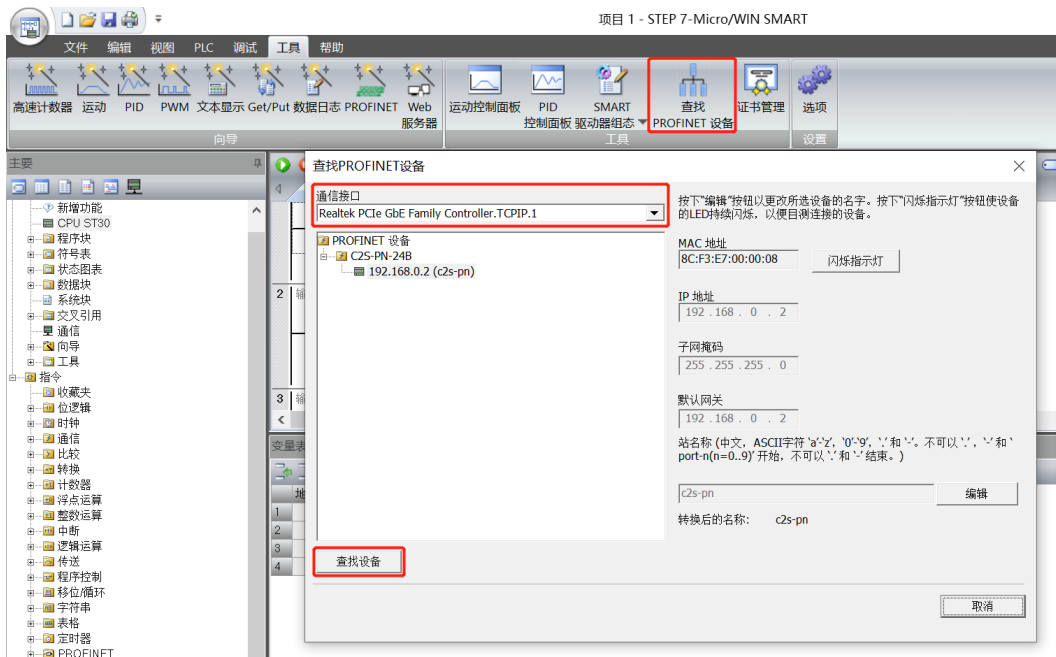 项目 1 - STEP 7-Micro/WIN SMART
文件 编辑 视图 PLC 调试 工具 帮助
高速计数器 运动 PID PWM 文本显示 Get/Put 数据日志 PROFINET Web 服务器
向导
运动控制面板 PID 控制面板 SMART 驱动器组态 查找 PROFINET 设备 证书管理
工具
选项
设置
主要
新增功能
CPU ST30
程序块
符号表
状态图表
数据块
系统块
交叉引用
通信
向导
工具
指令
收藏夹
位逻辑
时钟
通信
比较
转换
计数器
浮点运算
整数运算
中断
逻辑运算
传送
程序控制
移位/循环
字符串
表格
定时器
PROFINET
2 输
3 输
变量表
地
1
2
3
4
查找PROFINET设备
通信接口
Realtek PCIe GbE Family Controller.TCPIP.1
PROFINET 设备
C2S-PN-24B
192.168.0.2 (c2s-pn)
查找设备
按下"编辑"按钮以更改所选设备的名字。按下"闪烁指示灯"按钮使设备
的LED持续闪烁，以便目测连接的设备。
MAC 地址
8C:F3:E7:00:00:08
闪烁指示灯
IP 地址
192 . 168 . 0 . 2
子网掩码
255 . 255 . 255 . 0
默认网关
192 . 168 . 0 . 2
站名称 (中文，ASCII字符 'a'-'z'，'0'-'9'，'.' 和 '-'。不可以 '.'，'-' 和 '
port-n(n=0..9)' 开始，不可以 '.' 和 '-' 结束。)
c2s-pn
编辑
转换后的名称: c2s-pn
取消